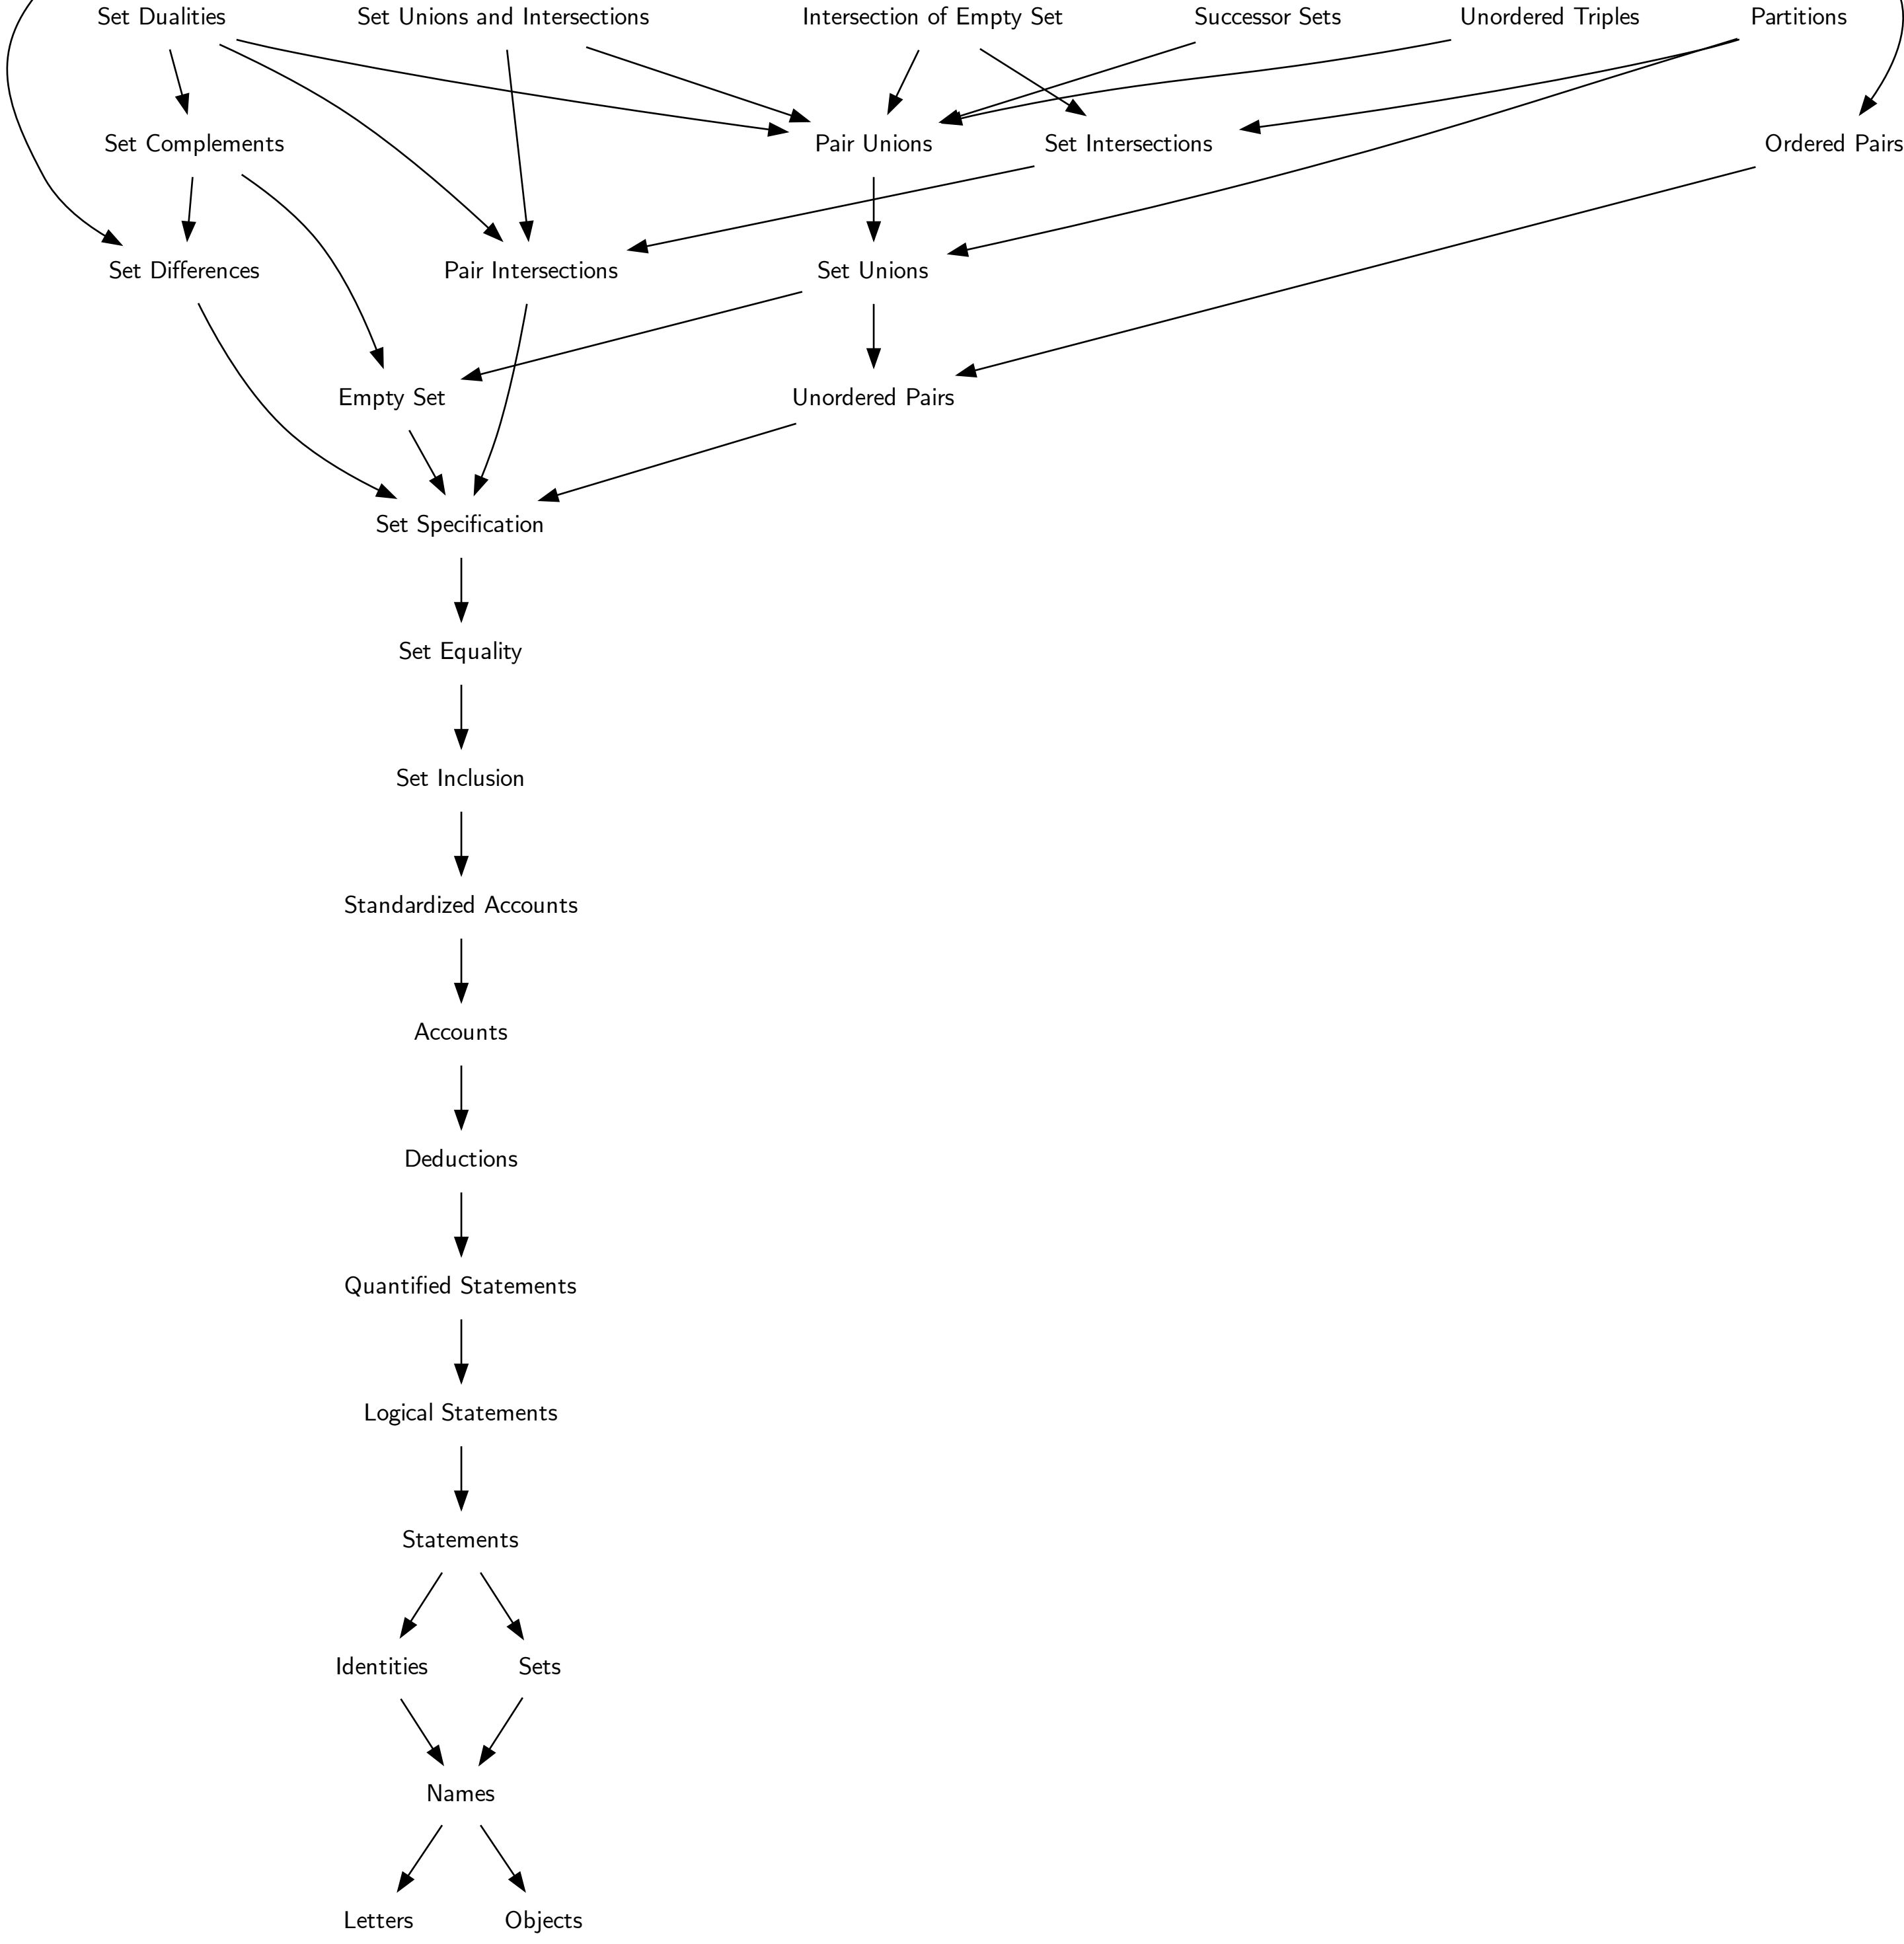 Set Dualities
Set Unions and Intersections
Intersection of Empty Set
Successor Sets
Unordered Triples
Partitions
Set Complements
Pair Unions
Set Intersections
Ordered Pairs
Set Differences
Pair Intersections
Set Unions
Empty Set
Unordered Pairs
Set Specification
Set Equality
Set Inclusion
Standardized Accounts
Accounts
Deductions
Quantified Statements
Logical Statements
Statements
Identities
Sets
Names
Letters
Objects